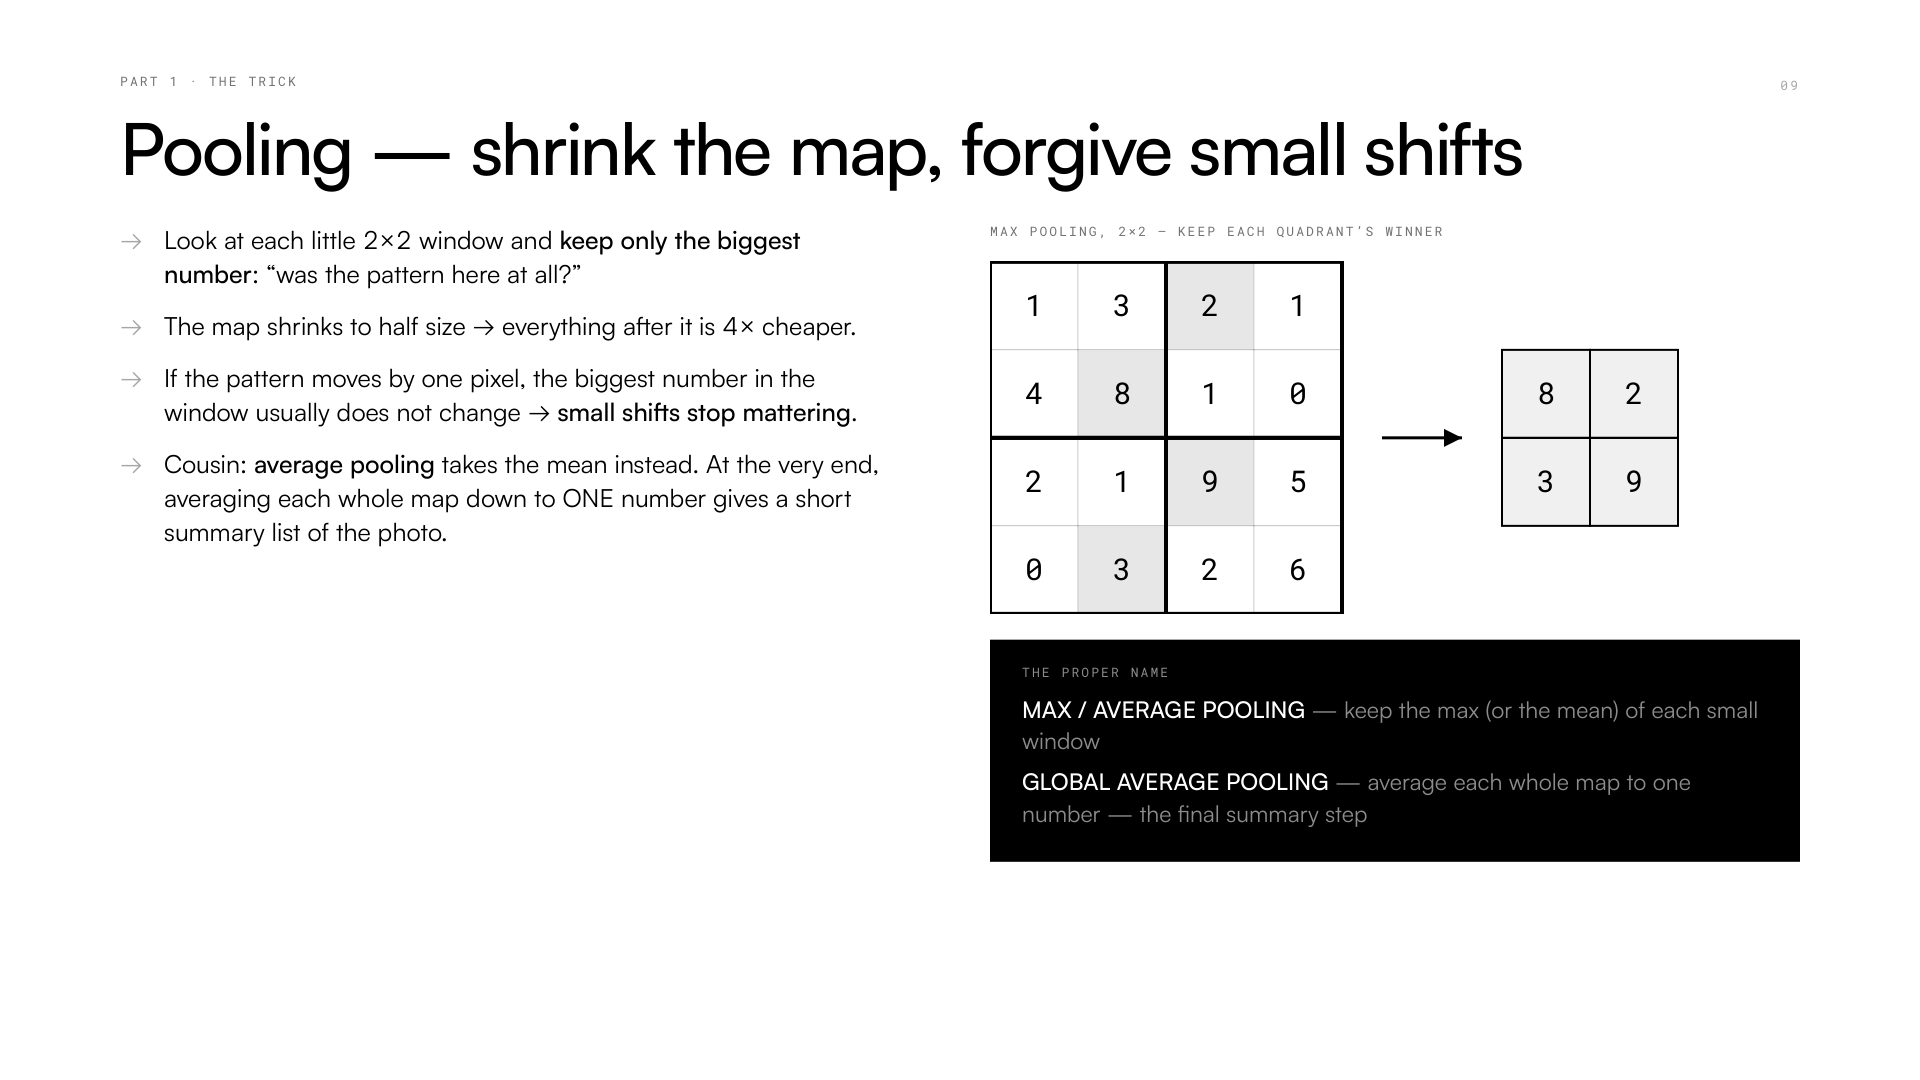 PART 1 · THE TRICK
09
Pooling — shrink the map, forgive small shifts
→ Look at each little 2×2 window and keep only the biggest
number: “was the pattern here at all?”
→ The map shrinks to half size → everything after it is 4× cheaper.
→ If the pattern moves by one pixel, the biggest number in the
window usually does not change → small shifts stop mattering.
→ Cousin: average pooling takes the mean instead. At the very end,
averaging each whole map down to ONE number gives a short
summary list of the photo.
MAX POOLING, 2×2 — KEEP EACH QUADRANT’S WINNER
1 3 2 1
4 8 1 0
2 1 9 5
0 3 2 6
8 2
3 9
THE PROPER NAME
MAX / AVERAGE POOLING — keep the max (or the mean) of each small
window
GLOBAL AVERAGE POOLING — average each whole map to one
number — the final summary step